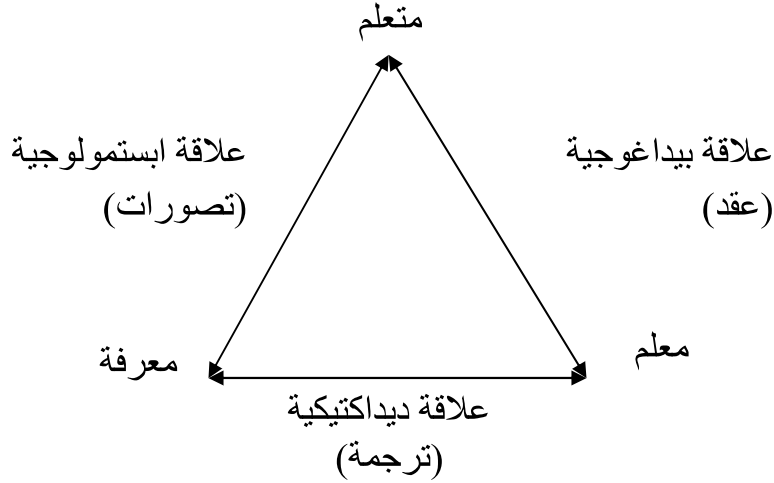 متعلم
علاقة بيداغوجية
(عقد)
علاقة ابستمولوجية
(تصورات)
معلم
معرفة
علاقة ديداكتيكية
(ترجمة)